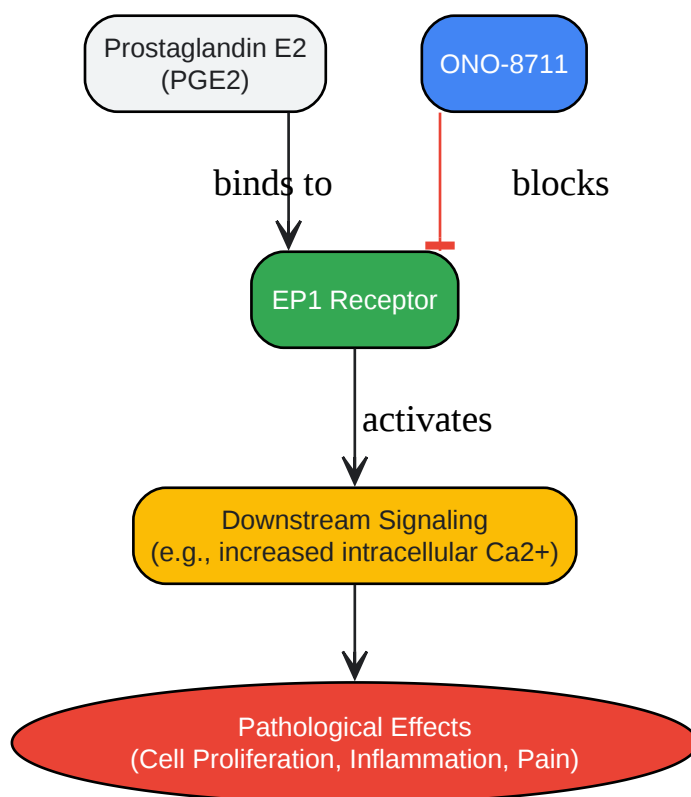 Prostaglandin E2
(PGE2)
ONO-8711
binds to
blocks
EP1 Receptor
activates
Downstream Signaling
(e.g., increased intracellular Ca2+)
Pathological Effects
(Cell Proliferation, Inflammation, Pain)